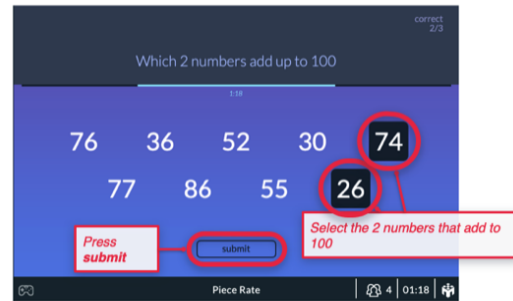 correct
2/3
Which 2 numbers add up to 100
1:18
76 36 52 30 74
77 86 55 26
Select the 2 numbers that add to
100
Press
submit
submit
Piece Rate
4 01:18